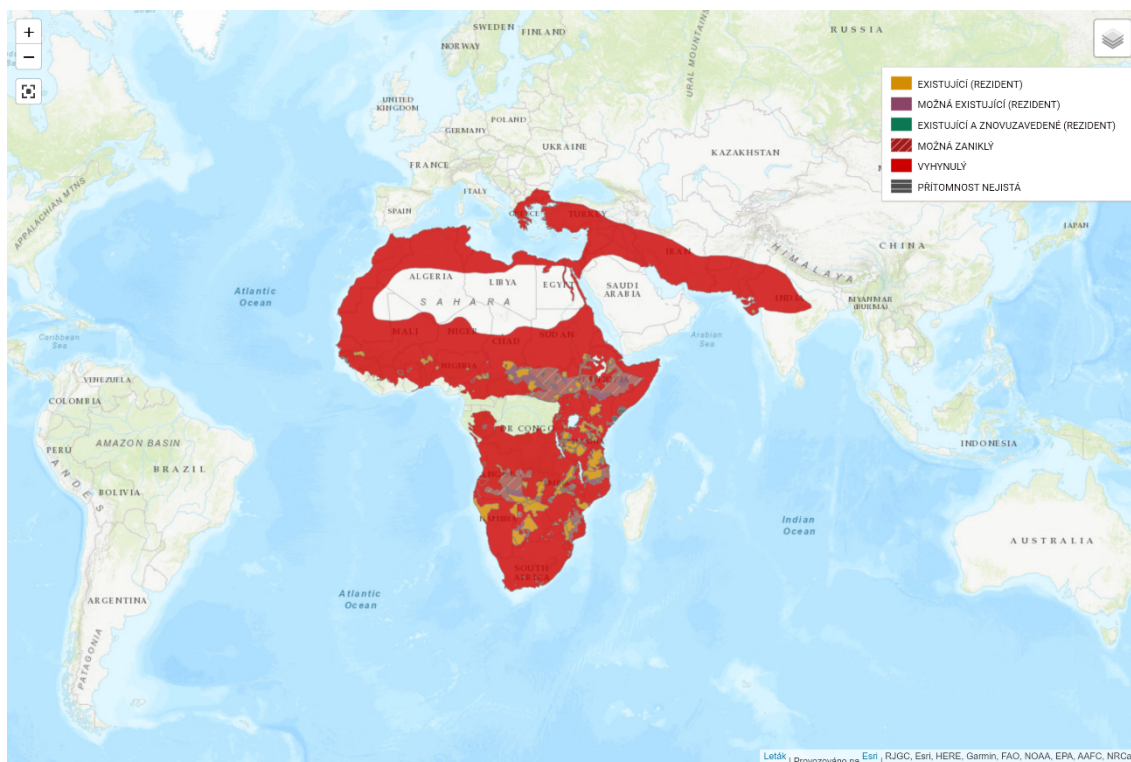 +
−
SWEDEN
FINLAND
NORWAY
RUSSIA
URAL MOUNTAINS
UNITED
KINGDOM
POLAND
GERMANY
UKRAINE
FRANCE
KAZAKHSTAN
ITALY
SPAIN
GREECE
TURKEY
APPALACHIAN MTNS
CHINA
JAPAN
IRAN
HIMALAYA
ALGERIA
LIBYA
EGYPT
SAUDI
ARABIA
SAHARA
INDIA
MYANMAR
(BURMA)
Atlantic
Ocean
MALI
NIGER
CHAD
SUDAN
Arabian
Sea
Caribbean
Sea
NIGERIA
VENEZUELA
COLOMBIA
DR CONGO
INDONESIA
PERU
AMAZON BASIN
BRAZIL
ANDES
BOLIVIA
NAMIBIA
Indian
Ocean
AUSTRALIA
SOUTH
AFRICA
Atlantic
Ocean
ARGENTINA
PATAGONIA
EXISTUJÍCÍ (REZIDENT)
MOŽNÁ EXISTUJÍCÍ (REZIDENT)
EXISTUJÍCÍ A ZNOVUZAVEDENÉ (REZIDENT)
MOŽNÁ ZANIKLÝ
VYHYNULÝ
PŘÍTOMNOST NEJISTÁ
Leták | Provozováno na Esri , RJGC, Esri, HERE, Garmin, FAO, NOAA, EPA, AAFC, NRCa